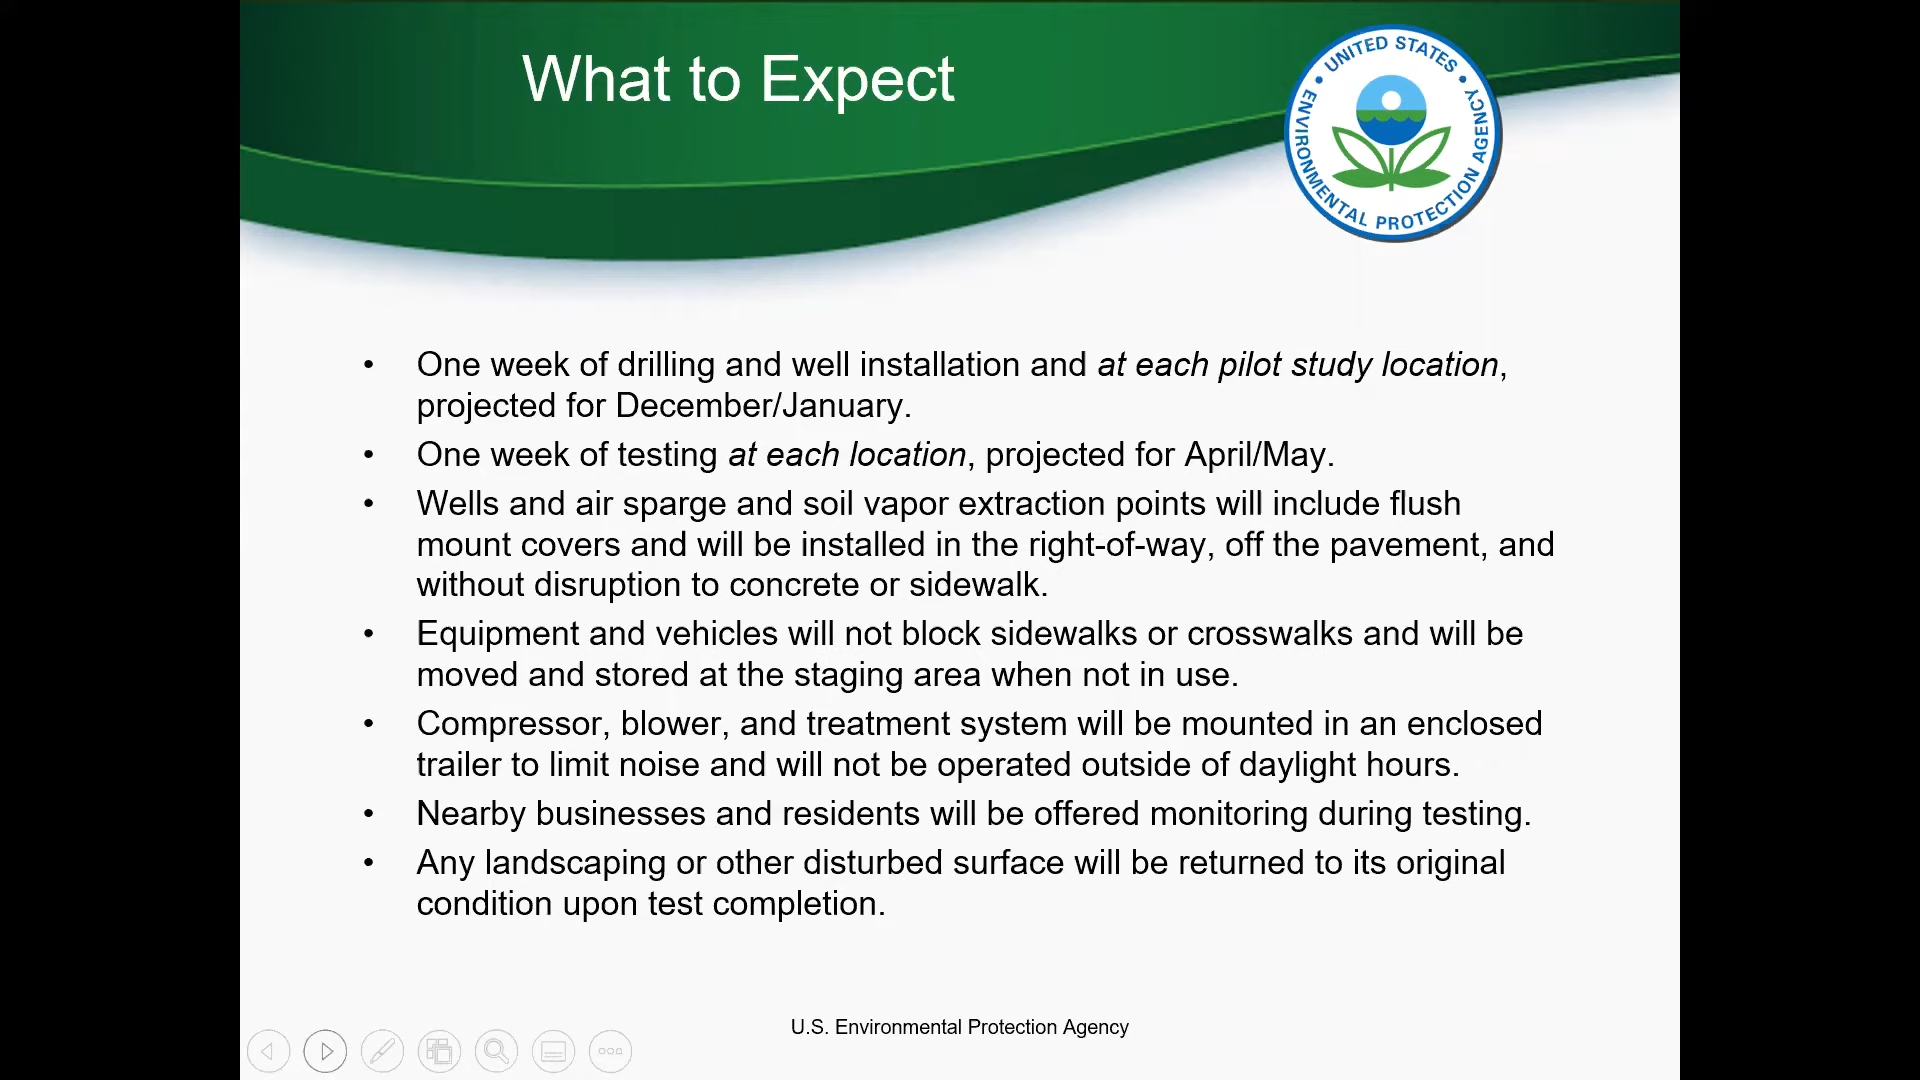 What to Expect
UNITED STATES
ENVIRONMENTAL PROTECTION AGENCY
• One week of drilling and well installation and at each pilot study location,
projected for December/January.
• One week of testing at each location, projected for April/May.
• Wells and air sparge and soil vapor extraction points will include flush
mount covers and will be installed in the right-of-way, off the pavement, and
without disruption to concrete or sidewalk.
• Equipment and vehicles will not block sidewalks or crosswalks and will be
moved and stored at the staging area when not in use.
• Compressor, blower, and treatment system will be mounted in an enclosed
trailer to limit noise and will not be operated outside of daylight hours.
• Nearby businesses and residents will be offered monitoring during testing.
• Any landscaping or other disturbed surface will be returned to its original
condition upon test completion.
U.S. Environmental Protection Agency